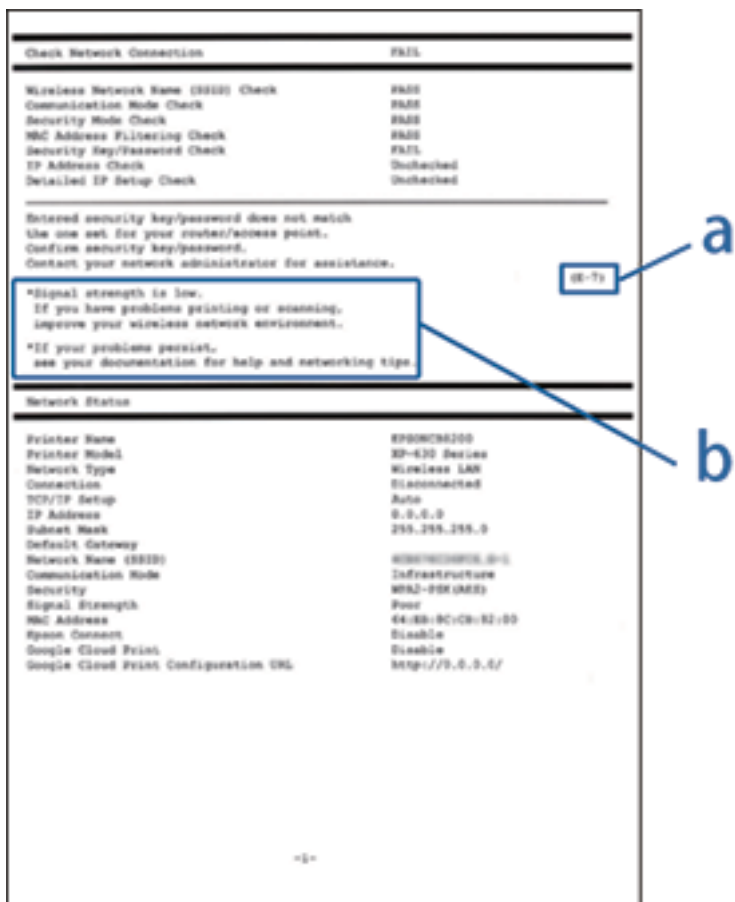 Check Network Connection FAIL
Wireless Network Name (SSID) Check PASS
Communication Mode Check PASS
Security Mode Check PASS
MAC Address Filtering Check PASS
Security Key/Password Check FAIL
IP Address Check Unchecked
Detailed IP Setup Check Unchecked
Entered security key/password does not match
the one set for your router/access point.
Confirm security key/password.
Contact your network administrator for assistance.
(E-7) a
*Signal strength is low.
If you have problems printing or scanning,
improve your wireless network environment.
*If your problems persist,
see your documentation for help and networking tips.
b
Network Status
Printer Name
Printer Model XP-630 Series
Network Type Wireless LAN
Connection Disconnected
TCP/IP Setup Auto
IP Address 0.0.0.0
Subnet Mask 255.255.255.0
Default Gateway
Network Name (SSID)
Communication Mode Infrastructure
Security WPA2-PSK(AES)
Signal Strength Poor
MAC Address
Epson Connect Disable
Google Cloud Print Disable
Google Cloud Print Configuration URL http://0.0.0.0/
-1-